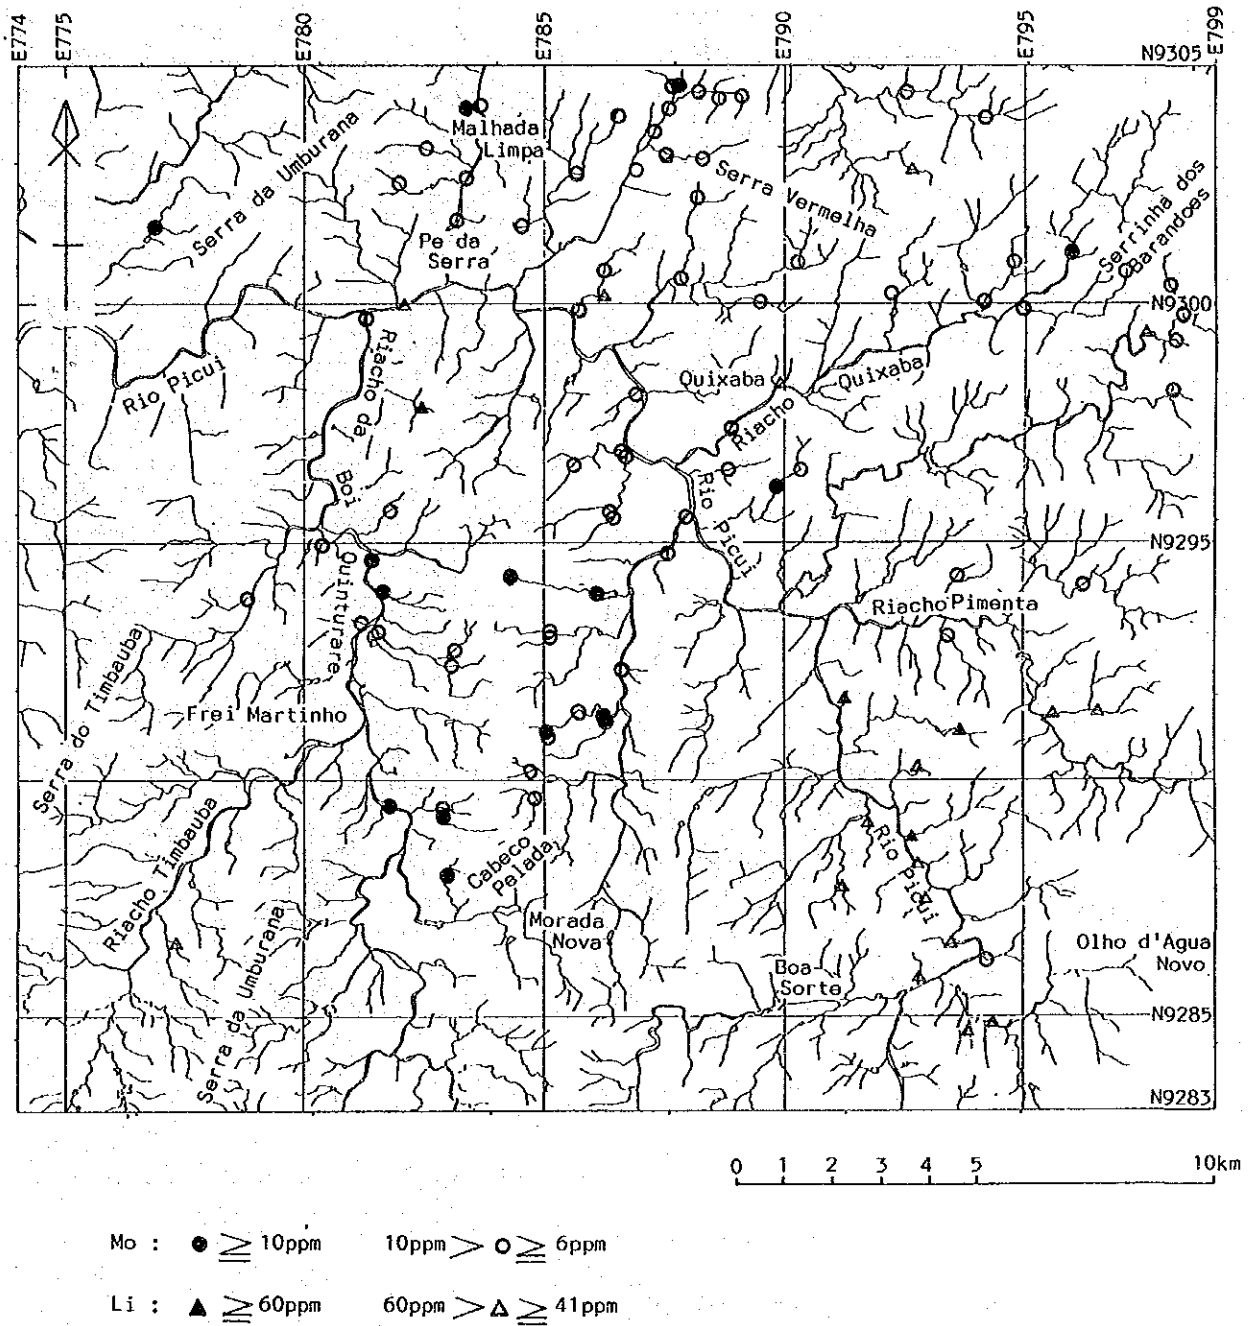 E774
E775
E780
E785
E790
E795
E799
N9305
Malhada
Limpa
Serra da Umburana
Serra Vermelha
Serrinha dos
Barandoes
Pe da
Serra
N9300
Rio Picui
Riacho da
Boi
Quixaba
Quixaba
Riacho
Rio Picui
N9295
Quinturare
Riacho Pimenta
Serra do Timbauba
Frei Martinho
Riacho Timbauba
Cabeco
Pelada
Rio Picui
Morada
Nova
Serra da Umburana
Olho d'Agua
Novo
Boa
Sorte
N9285
N9283
0 1 2 3 4 5 10km
Mo : ● ≧ 10ppm 10ppm > ○ ≧ 6ppm
Li : ▲ ≧ 60ppm 60ppm > △ ≧ 41ppm